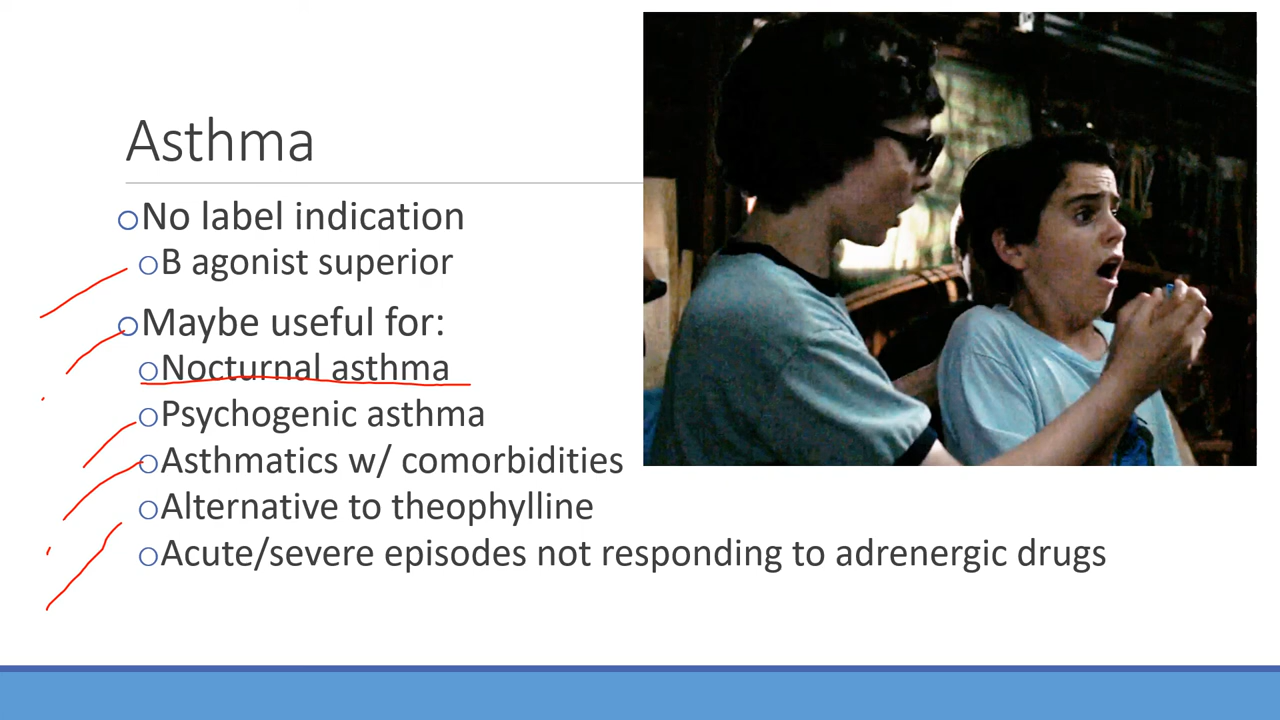 Asthma
No label indication
B agonist superior
Maybe useful for:
Nocturnal asthma
Psychogenic asthma
Asthmatics w/ comorbidities
Alternative to theophylline
Acute/severe episodes not responding to adrenergic drugs